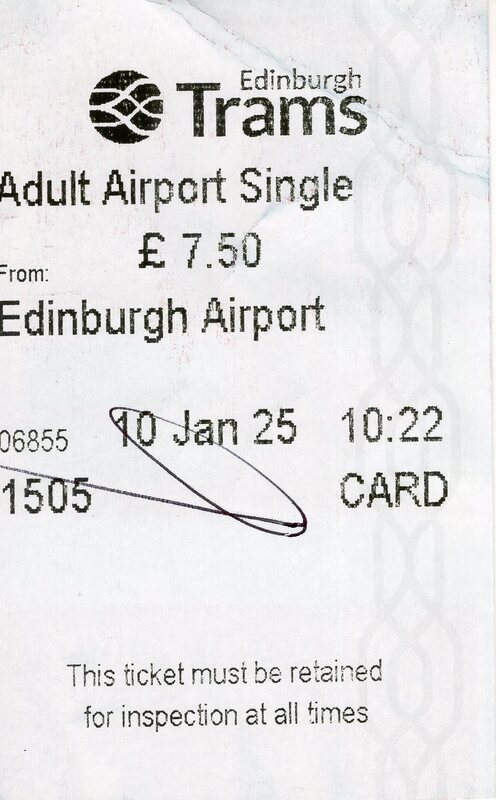 Edinburgh
Trams
Adult Airport Single
£ 7.50
From:
Edinburgh Airport
06855 10 Jan 25 10:22
1505 CARD
This ticket must be retained
for inspection at all times